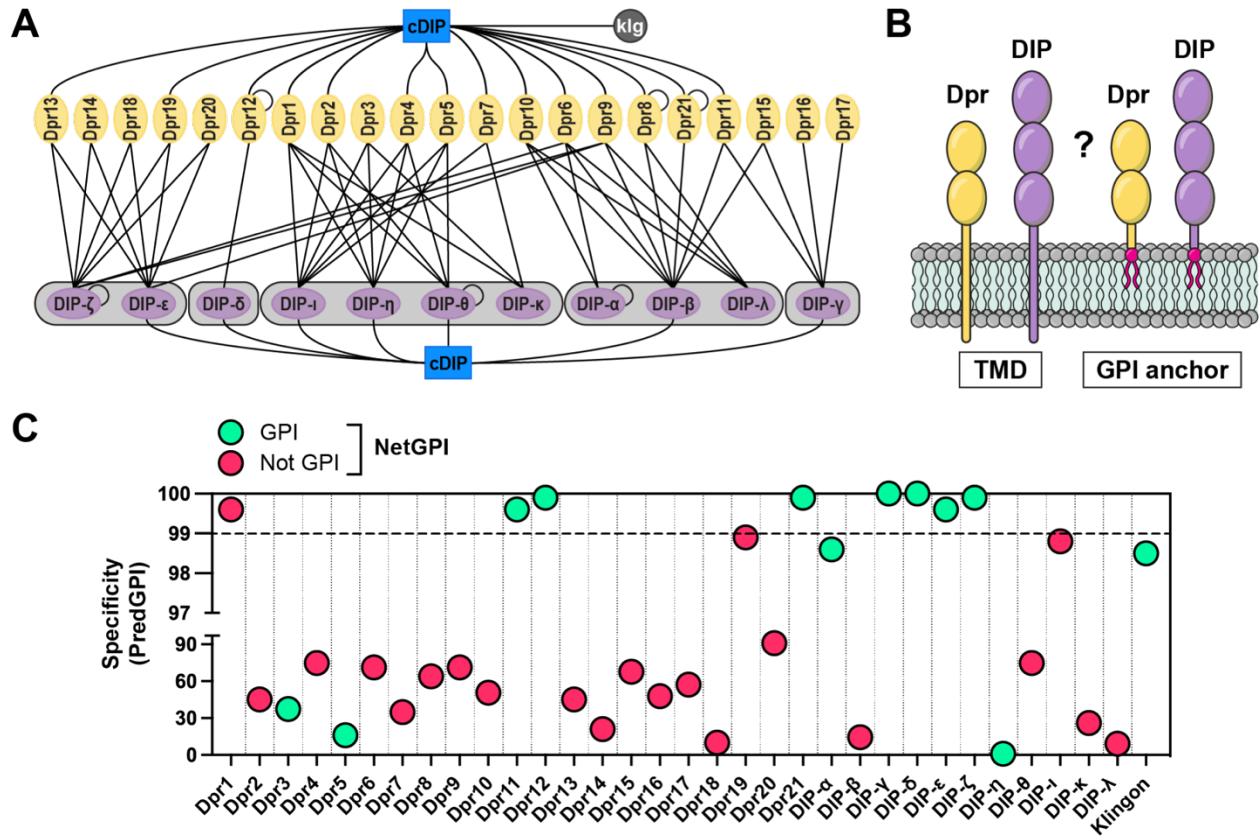 A
cDIP
klg
Dpr13
Dpr14
Dpr18
Dpr19
Dpr20
Dpr12
Dpr1
Dpr2
Dpr3
Dpr4
Dpr5
Dpr7
Dpr10
Dpr6
Dpr9
Dpr8
Dpr21
Dpr11
Dpr15
Dpr16
Dpr17
DIP-ζ
DIP-ε
DIP-δ
DIP-ι
DIP-η
DIP-θ
DIP-κ
DIP-α
DIP-β
DIP-λ
DIP-γ
cDIP
B
DIP
DIP
Dpr
Dpr
?
TMD
GPI anchor
C
GPI
Not GPI
NetGPI
Specificity
(PredGPI)
100
99
98
97
90
60
30
0
Dpr1
Dpr2
Dpr3
Dpr4
Dpr5
Dpr6
Dpr7
Dpr8
Dpr9
Dpr10
Dpr11
Dpr12
Dpr13
Dpr14
Dpr15
Dpr16
Dpr17
Dpr18
Dpr19
Dpr20
Dpr21
DIP-α
DIP-β
DIP-γ
DIP-δ
DIP-ε
DIP-ζ
DIP-η
DIP-θ
DIP-ι
DIP-κ
DIP-λ
Klingon